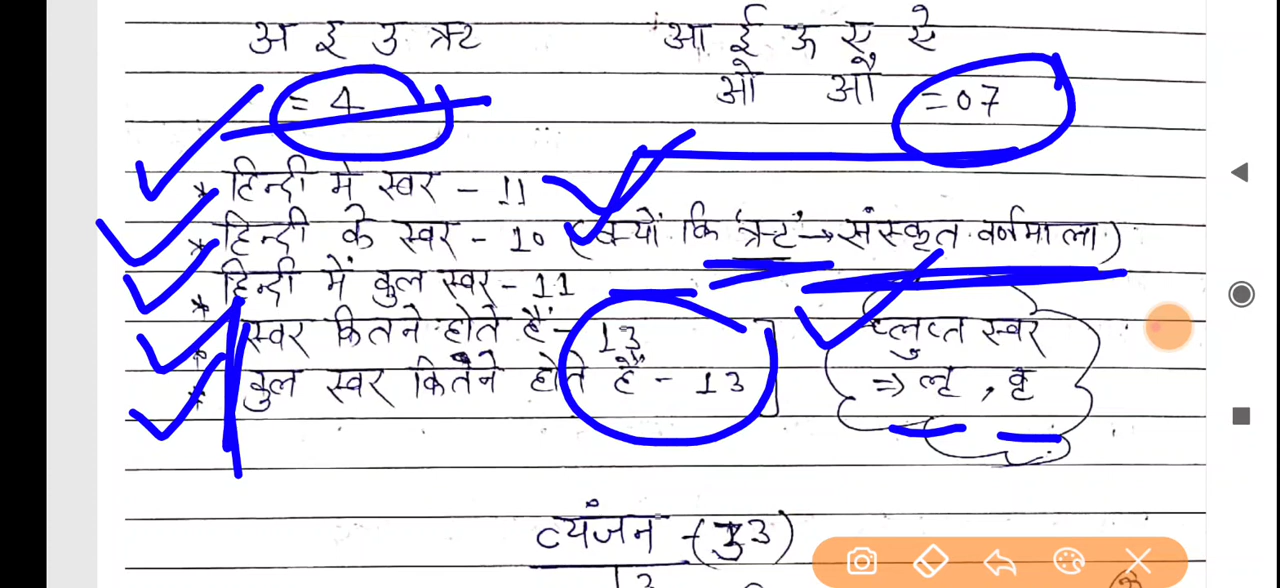 अ इ उ ऋ आ ई ऊ ए ऐ
ओ औ
= 4 = 07
* हिन्दी में स्वर - 11
* हिन्दी के स्वर - 10 (क्यों कि 'ऋ' → संस्कृत वर्णमाला)
* हिन्दी में कुल स्वर - 11
* स्वर कितने होते हैं - 13
* कुल स्वर कितने होते हैं - 13
प्लुप्त स्वर
⇒ लृ ,
व्यंजन - (33)